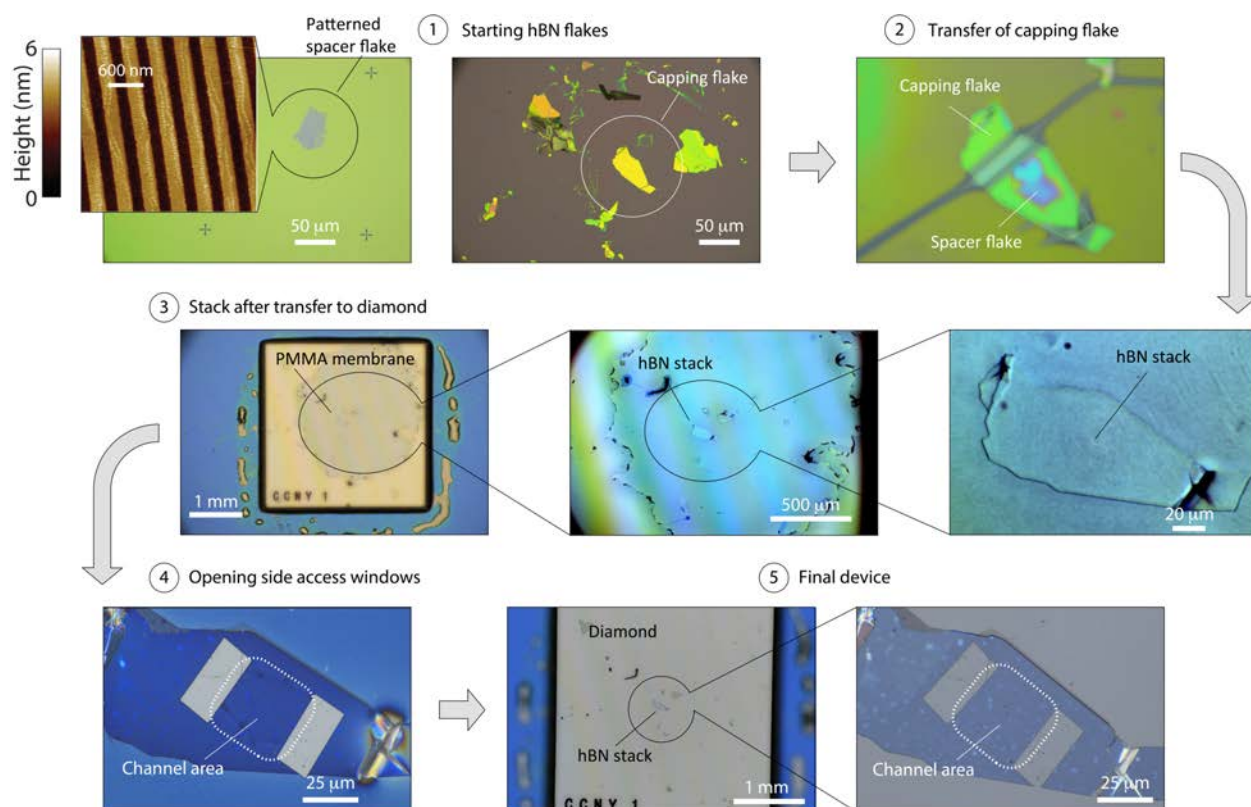 Patterned
spacer flake
1 Starting hBN flakes
2 Transfer of capping flake
6
Height (nm)
0
600 nm
50 μm
Capping flake
50 μm
Capping flake
Spacer flake
3 Stack after transfer to diamond
PMMA membrane
CCNY 1
1 mm
hBN stack
500 μm
hBN stack
20 μm
4 Opening side access windows
5 Final device
Channel area
25 μm
Diamond
hBN stack
CCNY 1
1 mm
Channel area
25 μm